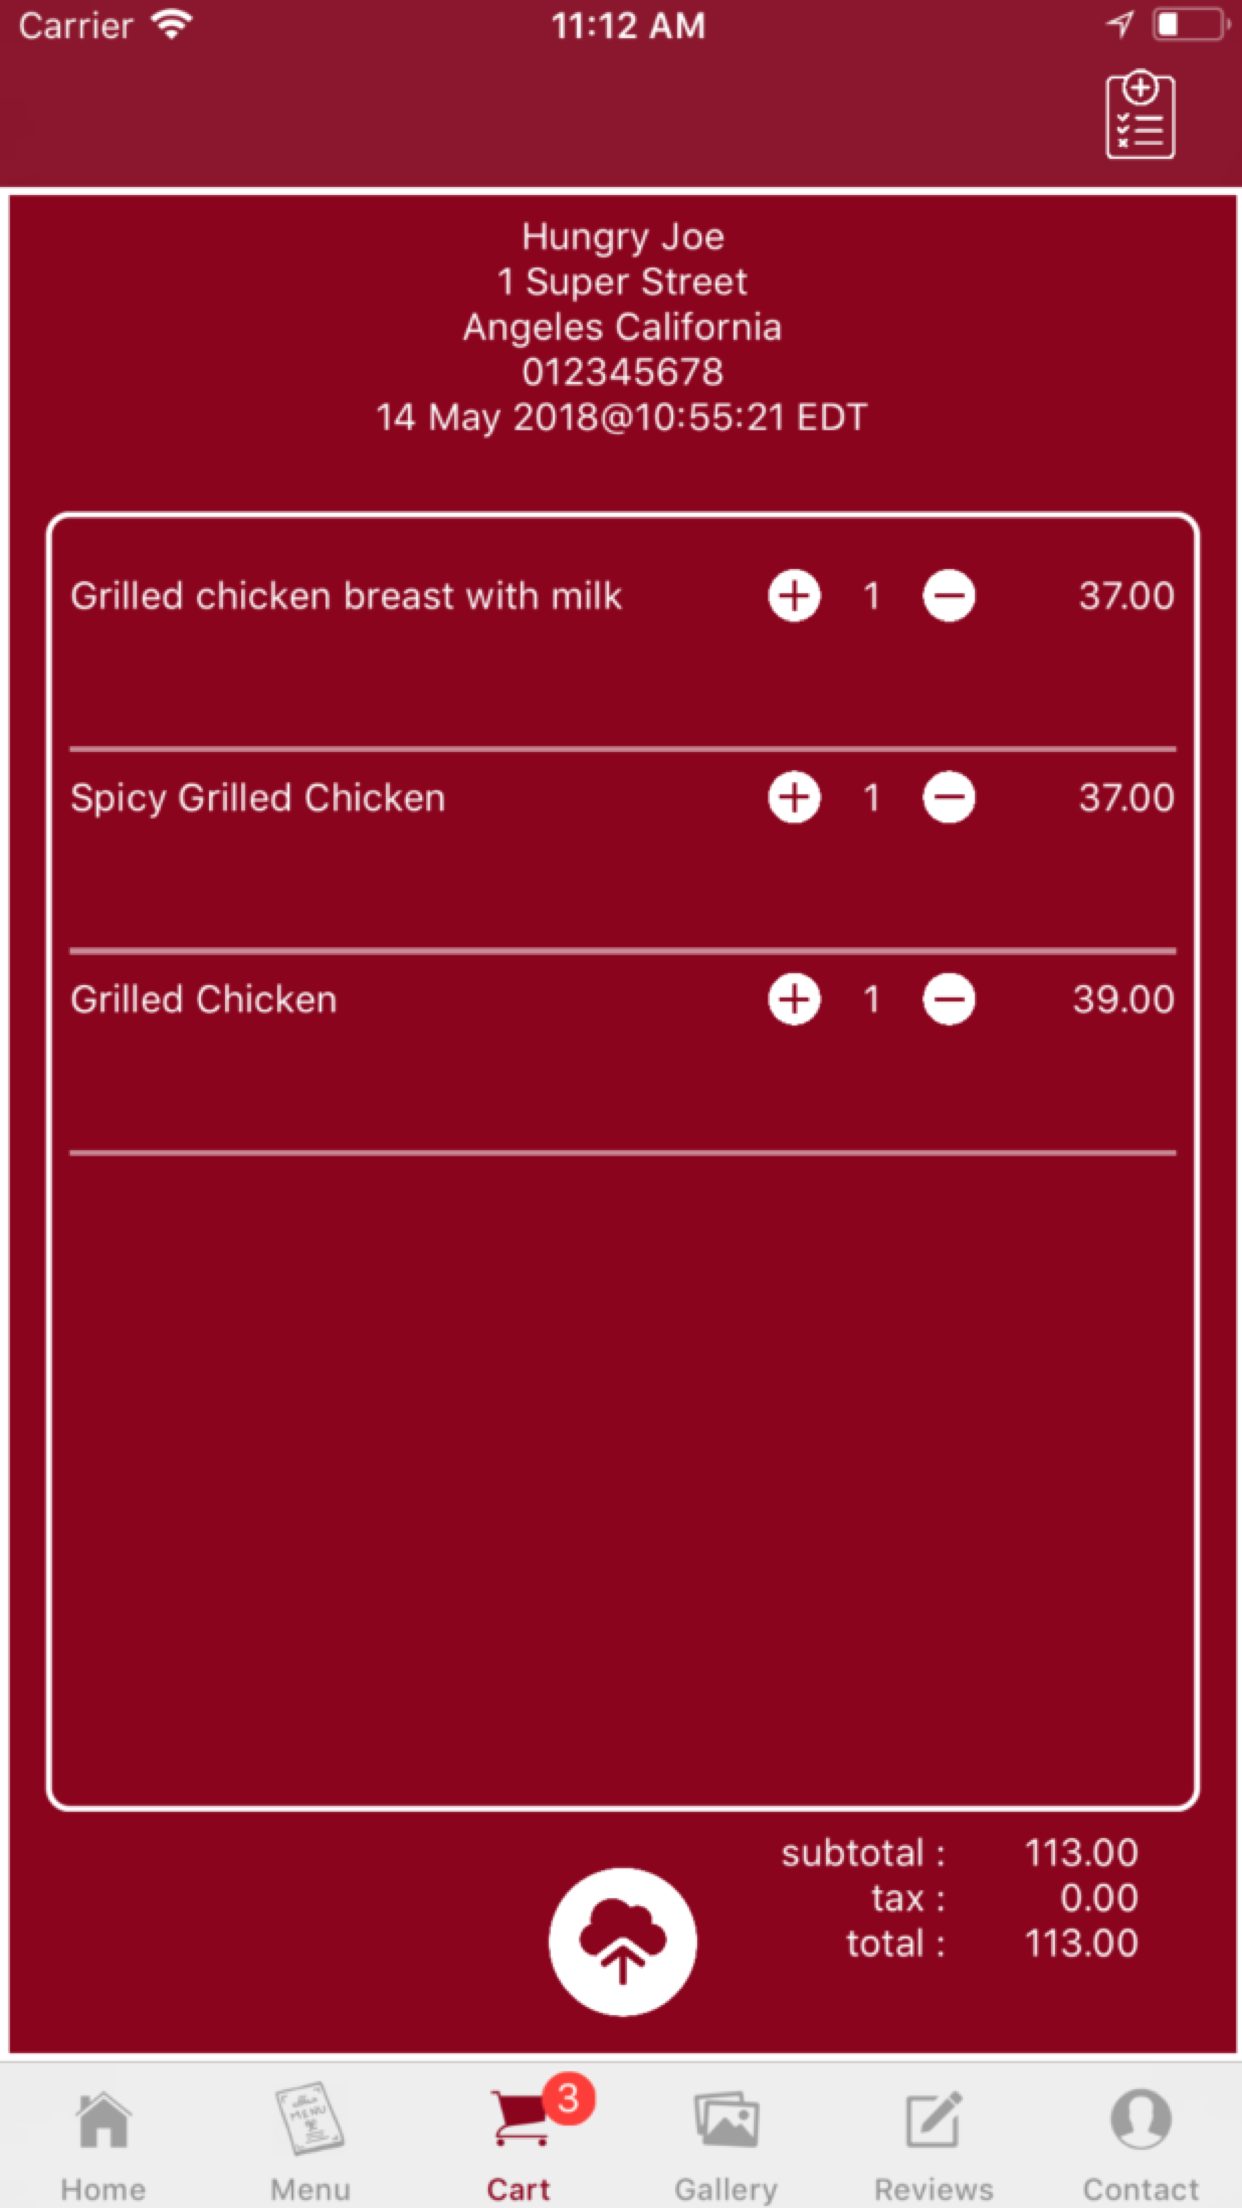 Carrier 11:12 AM
Hungry Joe
1 Super Street
Angeles California
012345678
14 May 2018@10:55:21 EDT
Grilled chicken breast with milk 1 37.00
Spicy Grilled Chicken 1 37.00
Grilled Chicken 1 39.00
subtotal : 113.00
tax : 0.00
total : 113.00
MENU
3
Home Menu Cart Gallery Reviews Contact